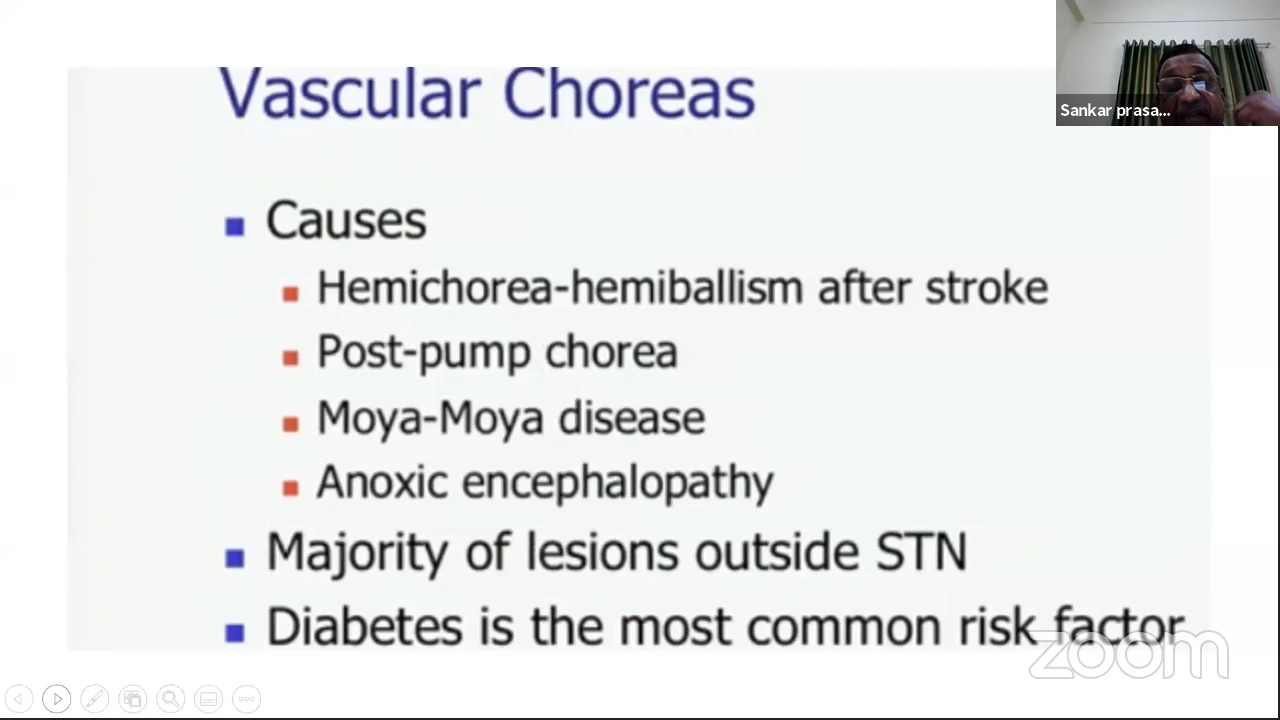 Vascular Choreas
Sankar prasa...
Causes
Hemichorea-hemiballism after stroke
Post-pump chorea
Moya-Moya disease
Anoxic encephalopathy
Majority of lesions outside STN
Diabetes is the most common risk factor
zoom